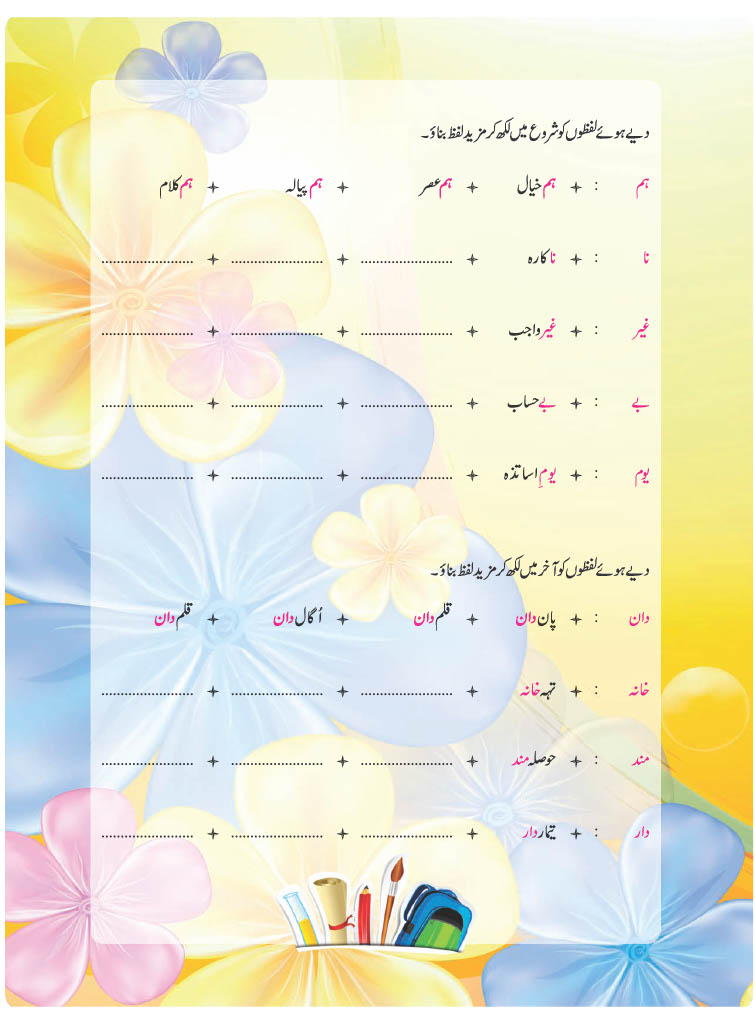 دیے ہوئے لفظوں کو شروع میں لکھ کر مزید لفظ بناؤ۔
ہم : ہم خیال ہم عصر ہم پیالہ ہم کلام
نا : ناکارہ ........................ ........................ ........................
غیر : غیر واجب ........................ ........................ ........................
بے : بے حساب ........................ ........................ ........................
یوم : یومِ اساتذہ ........................ ........................ ........................
دیے ہوئے لفظوں کو آخر میں لکھ کر مزید لفظ بناؤ۔
دان : پان دان قلم دان اُگال دان قلم دان
خانہ : تہہ خانہ ........................ ........................ ........................
مند : حوصلہ مند ........................ ........................ ........................
دار : تیمار دار ........................ ........................ ........................